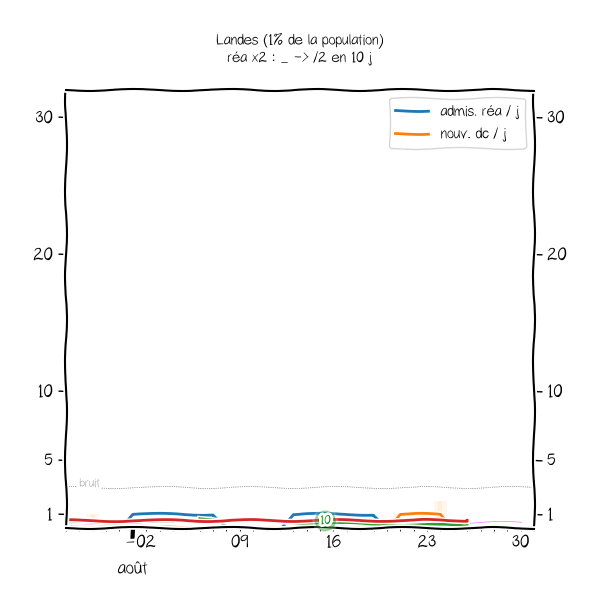 Landes (1% de la population)
réa x2 : _ -> /2 en 10 j
admis. réa / j
nouv. dc / j
30 30
20 20
10 10
5 5
bruit
1 1
10
02 09 16 23 30
août